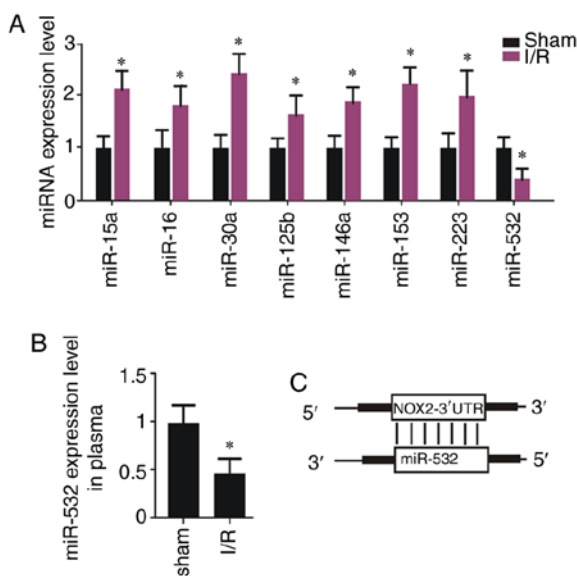 A
miRNA expression level
3
2
1
0
Sham
I/R
*
*
*
*
*
*
*
*
miR-15a
miR-16
miR-30a
miR-125b
miR-146a
miR-153
miR-223
miR-532
B
miR-532 expression level
in plasma
1.5
1
0.5
0
*
sham
I/R
C
5′ NOX2-3′UTR 3′
3′ miR-532 5′